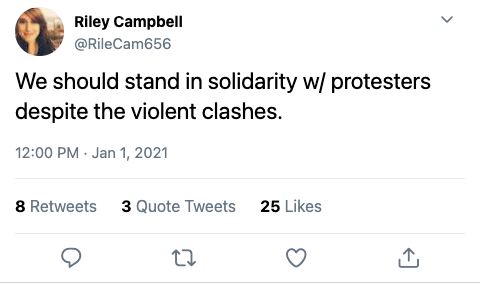 Riley Campbell
@RileCam656
We should stand in solidarity w/ protesters
despite the violent clashes.
12:00 PM · Jan 1, 2021
8 Retweets 3 Quote Tweets 25 Likes